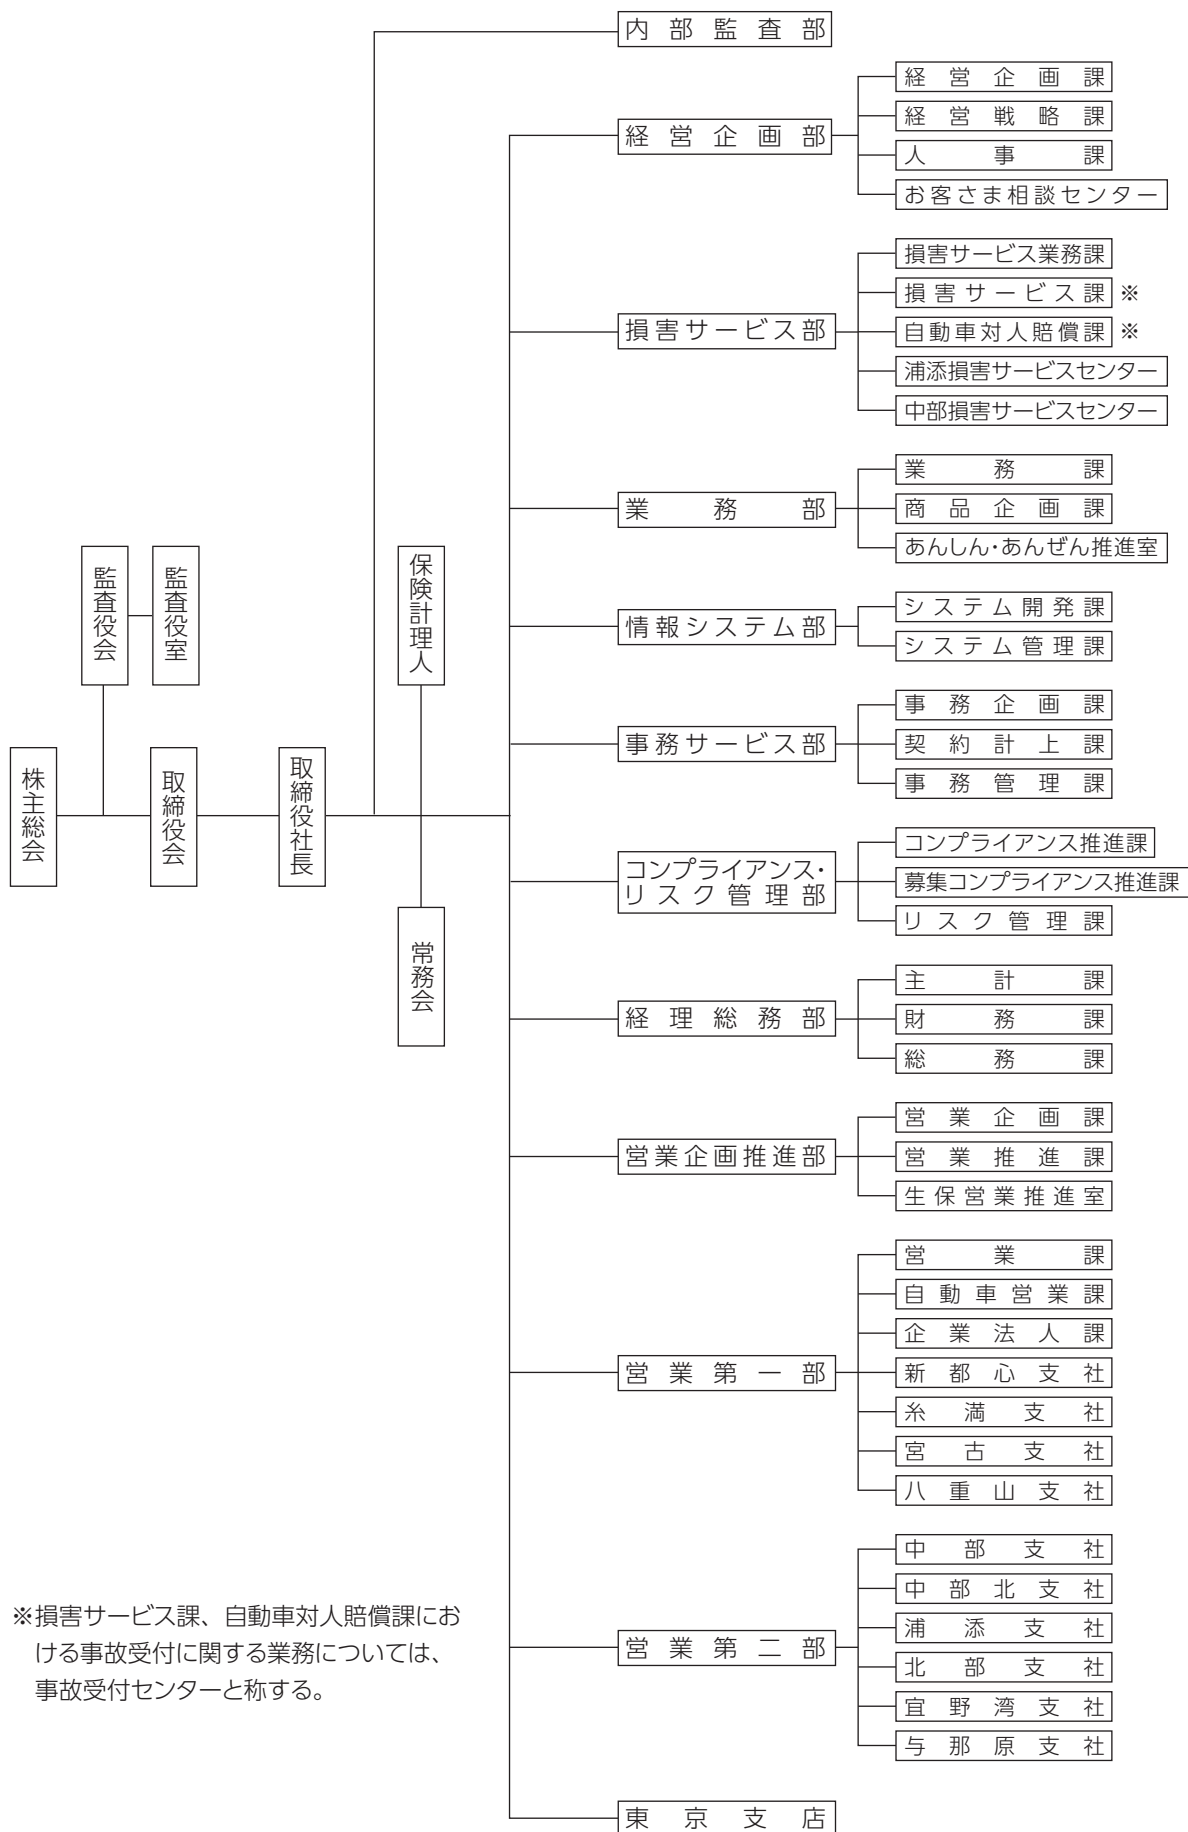 株主総会
監査役会
監査役室
取締役会
取締役社長
保険計理人
常務会
内部監査部
経営企画部
経営企画課
経営戦略課
人事課
お客さま相談センター
損害サービス部
損害サービス業務課
損害サービス課※
自動車対人賠償課※
浦添損害サービスセンター
中部損害サービスセンター
業務部
業務課
商品企画課
あんしん・あんぜん推進室
情報システム部
システム開発課
システム管理課
事務サービス部
事務企画課
契約計上課
事務管理課
コンプライアンス・
リスク管理部
コンプライアンス推進課
募集コンプライアンス推進課
リスク管理課
経理総務部
主計課
財務課
総務課
営業企画推進部
営業企画課
営業推進課
生保営業推進室
営業第一部
営業課
自動車営業課
企業法人課
新都心支社
糸満支社
宮古支社
八重山支社
営業第二部
中部支社
中部北支社
浦添支社
北部支社
宜野湾支社
与那原支社
東京支店
※損害サービス課、自動車対人賠償課にお
ける事故受付に関する業務については、
事故受付センターと称する。